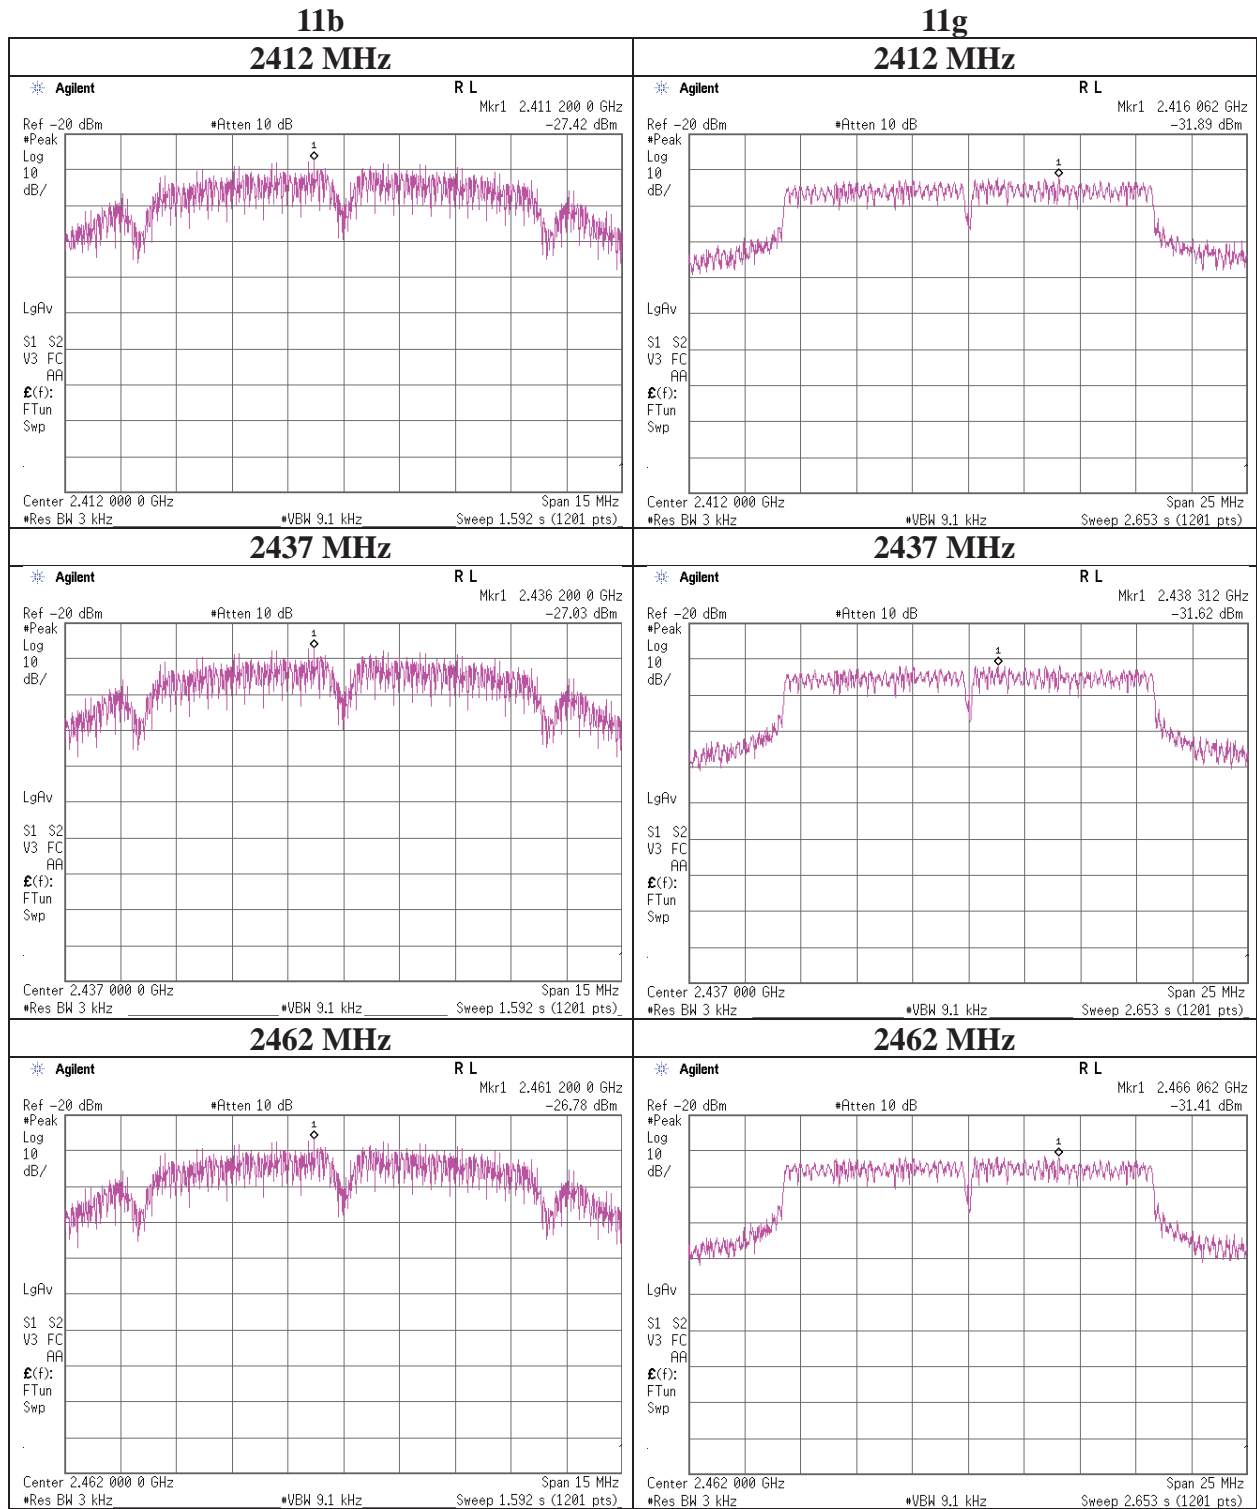 11b 11g
2412 MHz 2412 MHz
Agilent R L
Mkr1 2.411 200 0 GHz
Ref -20 dBm #Atten 10 dB -27.42 dBm
#Peak
Log
10
dB/
1
LgAv
S1 S2
V3 FC
AA
£(f):
FTun
Swp
Center 2.412 000 0 GHz Span 15 MHz
#Res BW 3 kHz #VBW 9.1 kHz Sweep 1.592 s (1201 pts)
Agilent R L
Mkr1 2.416 062 GHz
Ref -20 dBm #Atten 10 dB -31.89 dBm
#Peak
Log
10
dB/
1
LgAv
S1 S2
V3 FC
AA
£(f):
FTun
Swp
Center 2.412 000 GHz Span 25 MHz
#Res BW 3 kHz #VBW 9.1 kHz Sweep 2.653 s (1201 pts)
2437 MHz 2437 MHz
Agilent R L
Mkr1 2.436 200 0 GHz
Ref -20 dBm #Atten 10 dB -27.03 dBm
#Peak
Log
10
dB/
1
LgAv
S1 S2
V3 FC
AA
£(f):
FTun
Swp
Center 2.437 000 0 GHz Span 15 MHz
#Res BW 3 kHz #VBW 9.1 kHz Sweep 1.592 s (1201 pts)
Agilent R L
Mkr1 2.438 312 GHz
Ref -20 dBm #Atten 10 dB -31.62 dBm
#Peak
Log
10
dB/
1
LgAv
S1 S2
V3 FC
AA
£(f):
FTun
Swp
Center 2.437 000 GHz Span 25 MHz
#Res BW 3 kHz #VBW 9.1 kHz Sweep 2.653 s (1201 pts)
2462 MHz 2462 MHz
Agilent R L
Mkr1 2.461 200 0 GHz
Ref -20 dBm #Atten 10 dB -26.78 dBm
#Peak
Log
10
dB/
1
LgAv
S1 S2
V3 FC
AA
£(f):
FTun
Swp
Center 2.462 000 0 GHz Span 15 MHz
#Res BW 3 kHz #VBW 9.1 kHz Sweep 1.592 s (1201 pts)
Agilent R L
Mkr1 2.466 062 GHz
Ref -20 dBm #Atten 10 dB -31.41 dBm
#Peak
Log
10
dB/
1
LgAv
S1 S2
V3 FC
AA
£(f):
FTun
Swp
Center 2.462 000 GHz Span 25 MHz
#Res BW 3 kHz #VBW 9.1 kHz Sweep 2.653 s (1201 pts)